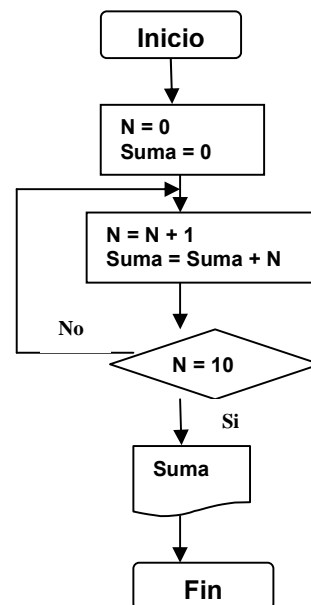 Inicio
N = 0
Suma = 0
N = N + 1
Suma = Suma + N
No
N = 10
Si
Suma
Fin